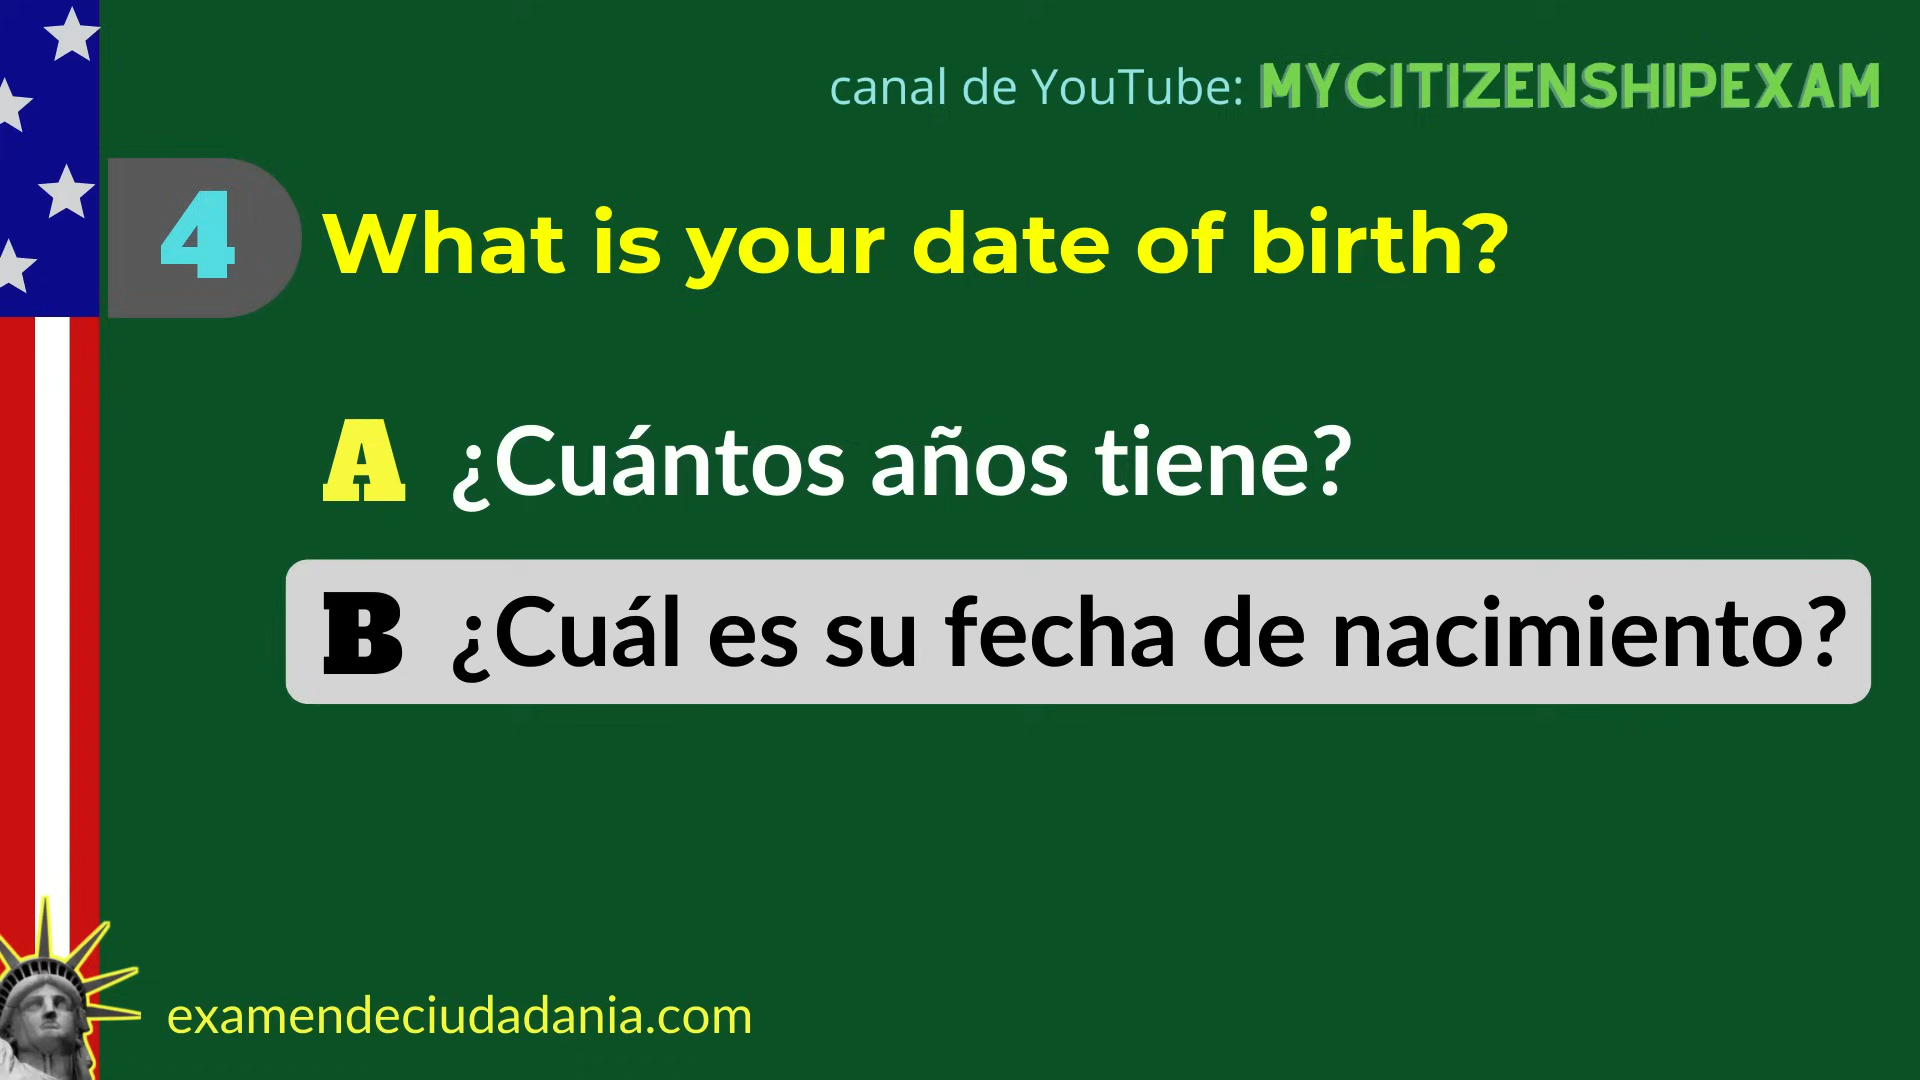 canal de YouTube: MYCITIZENSHIPEXAM
4 What is your date of birth?
A ¿Cuántos años tiene?
B ¿Cuál es su fecha de nacimiento?
examendeciudadania.com